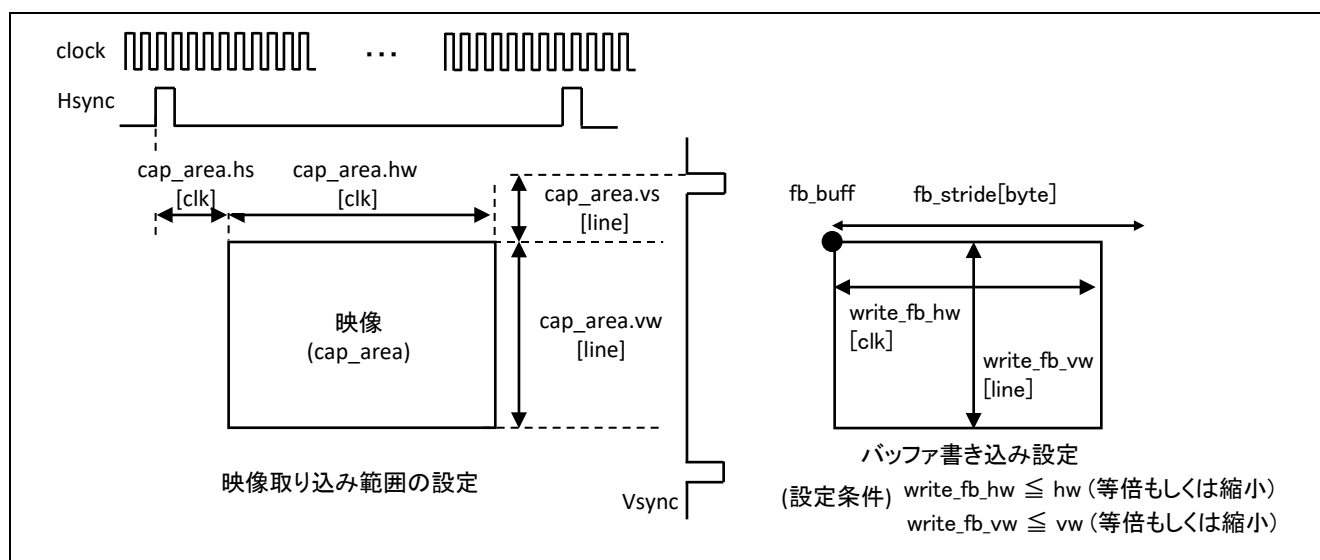 clock
...
Hsync
cap_area.hs
[clk]
cap_area.hw
[clk]
cap_area.vs
[line]
fb_buff
fb_stride[byte]
映像
(cap_area)
cap_area.vw
[line]
write_fb_hw
[clk]
write_fb_vw
[line]
映像取り込み範囲の設定
Vsync
バッファ書き込み設定
(設定条件) write_fb_hw ≦ hw (等倍もしくは縮小)
write_fb_vw ≦ vw (等倍もしくは縮小)